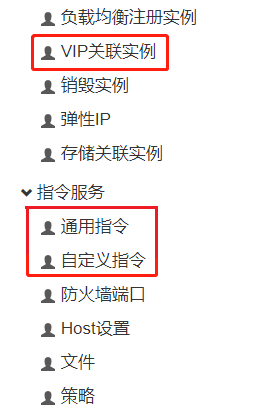 负载均衡注册实例
VIP关联实例
销毁实例
弹性IP
存储关联实例
指令服务
通用指令
自定义指令
防火墙端口
Host设置
文件
策略